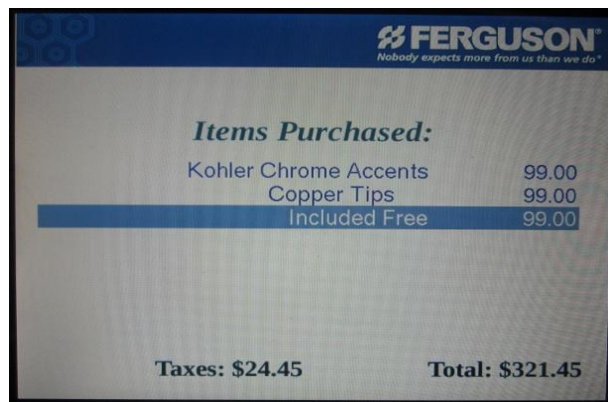 FERGUSON®
Nobody expects more from us than we do®
Items Purchased:
Kohler Chrome Accents 99.00
Copper Tips 99.00
Included Free 99.00
Taxes: $24.45 Total: $321.45